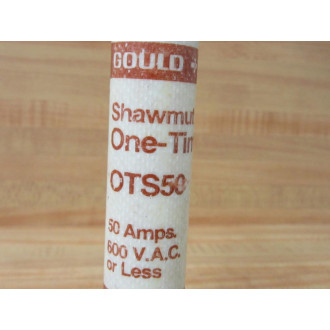 GOULD
Shawmut
One-Tim
OTS50
50 Amps.
600 V.A.C.
or Less